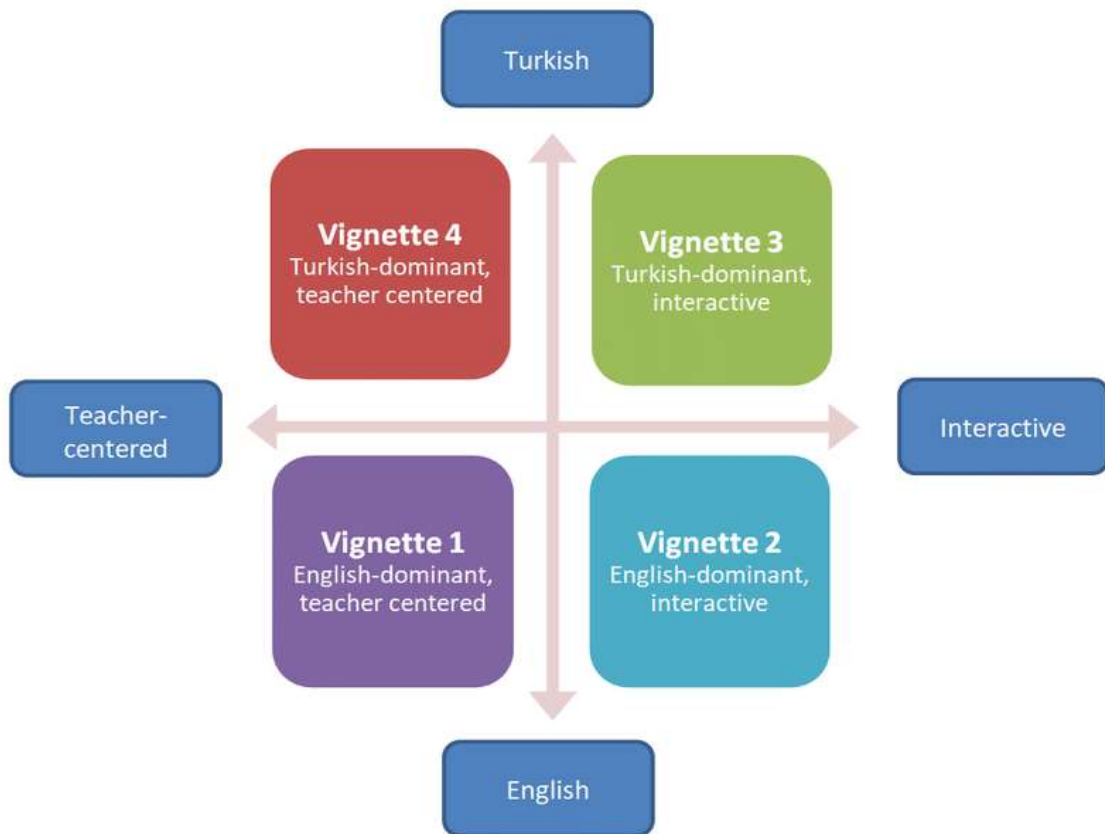 Turkish
Vignette 4
Turkish-dominant,
teacher centered
Vignette 3
Turkish-dominant,
interactive
Teacher-
centered
Interactive
Vignette 1
English-dominant,
teacher centered
Vignette 2
English-dominant,
interactive
English